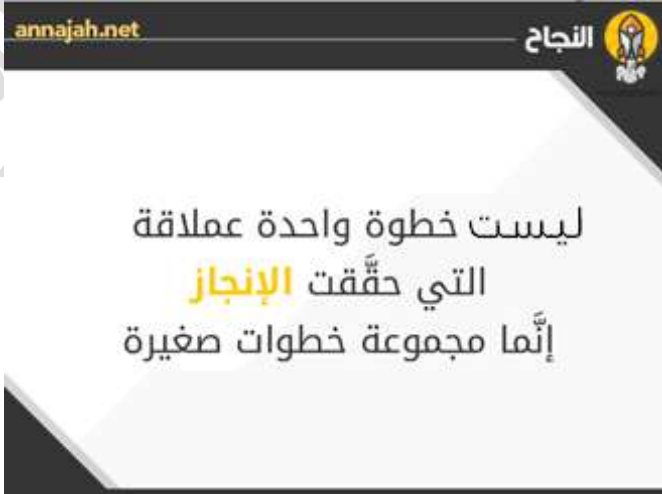 annajah.net
النجاح
ليست خطوة واحدة عملاقة
التي حقَّقت الإنجاز
إنَّما مجموعة خطوات صغيرة